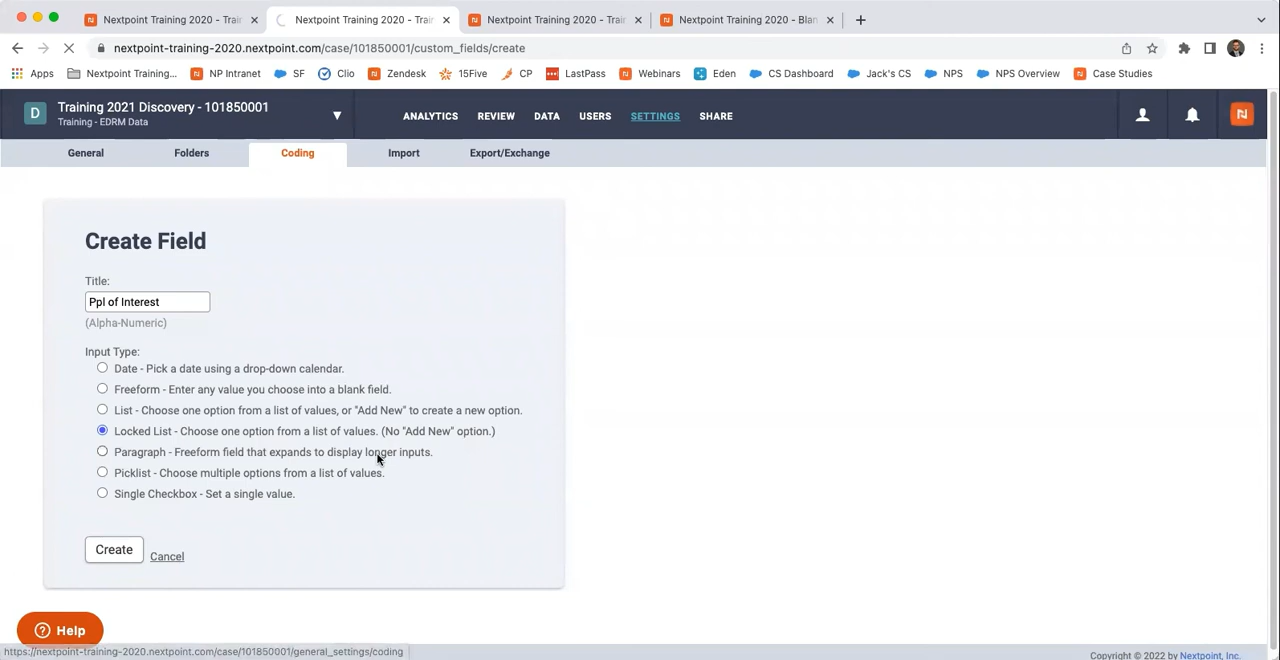 Nextpoint Training 2020 - Trai
Nextpoint Training 2020 - Trai
Nextpoint Training 2020 - Trai
Nextpoint Training 2020 - Blan
nextpoint-training-2020.nextpoint.com/case/101850001/custom_fields/create
Apps
Nextpoint Training...
NP Intranet
SF
Clio
Zendesk
15Five
CP
LastPass
Webinars
Eden
CS Dashboard
Jack's CS
NPS
NPS Overview
Case Studies
D
Training 2021 Discovery - 101850001
Training - EDRM Data
ANALYTICS
REVIEW
DATA
USERS
SETTINGS
SHARE
General
Folders
Coding
Import
Export/Exchange
Create Field
Title:
Ppl of Interest
(Alpha-Numeric)
Input Type:
Date - Pick a date using a drop-down calendar.
Freeform - Enter any value you choose into a blank field.
List - Choose one option from a list of values, or "Add New" to create a new option.
Locked List - Choose one option from a list of values. (No "Add New" option.)
Paragraph - Freeform field that expands to display longer inputs.
Picklist - Choose multiple options from a list of values.
Single Checkbox - Set a single value.
Create
Cancel
Help
https://nextpoint-training-2020.nextpoint.com/case/101850001/general_settings/coding
Copyright © 2022 by Nextpoint, Inc.